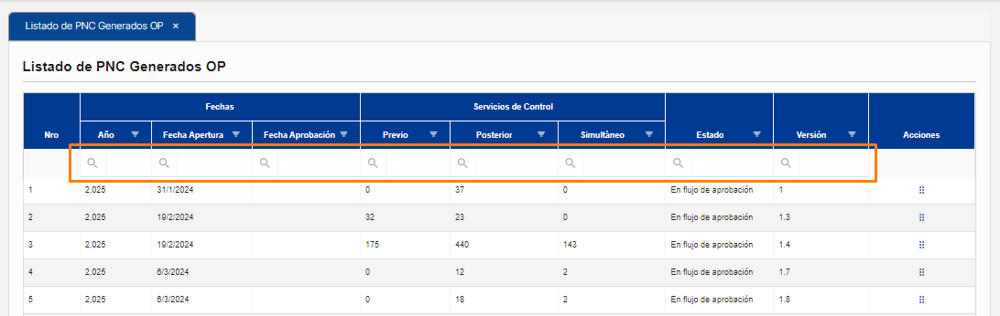 Listado de PNC Generados OP ×
Listado de PNC Generados OP
Fechas Servicios de Control
Nro Año Fecha Apertura Fecha Aprobación Previo Posterior Simultáneo Estado Versión Acciones
1 2,025 31/1/2024 0 37 0 En flujo de aprobación 1
2 2,025 19/2/2024 32 23 0 En flujo de aprobación 1.3
3 2,025 19/2/2024 175 440 143 En flujo de aprobación 1.4
4 2,025 6/3/2024 0 12 2 En flujo de aprobación 1.7
5 2,025 6/3/2024 0 18 2 En flujo de aprobación 1.8